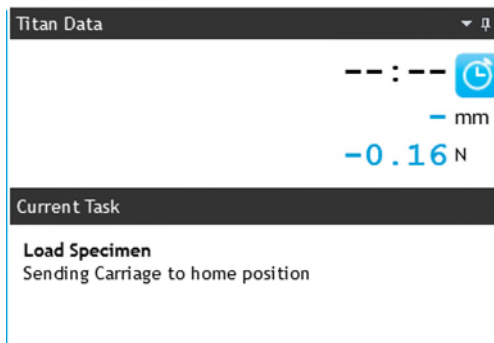 Titan Data
--:--
- mm
-0.16 N
Current Task
Load Specimen
Sending Carriage to home position